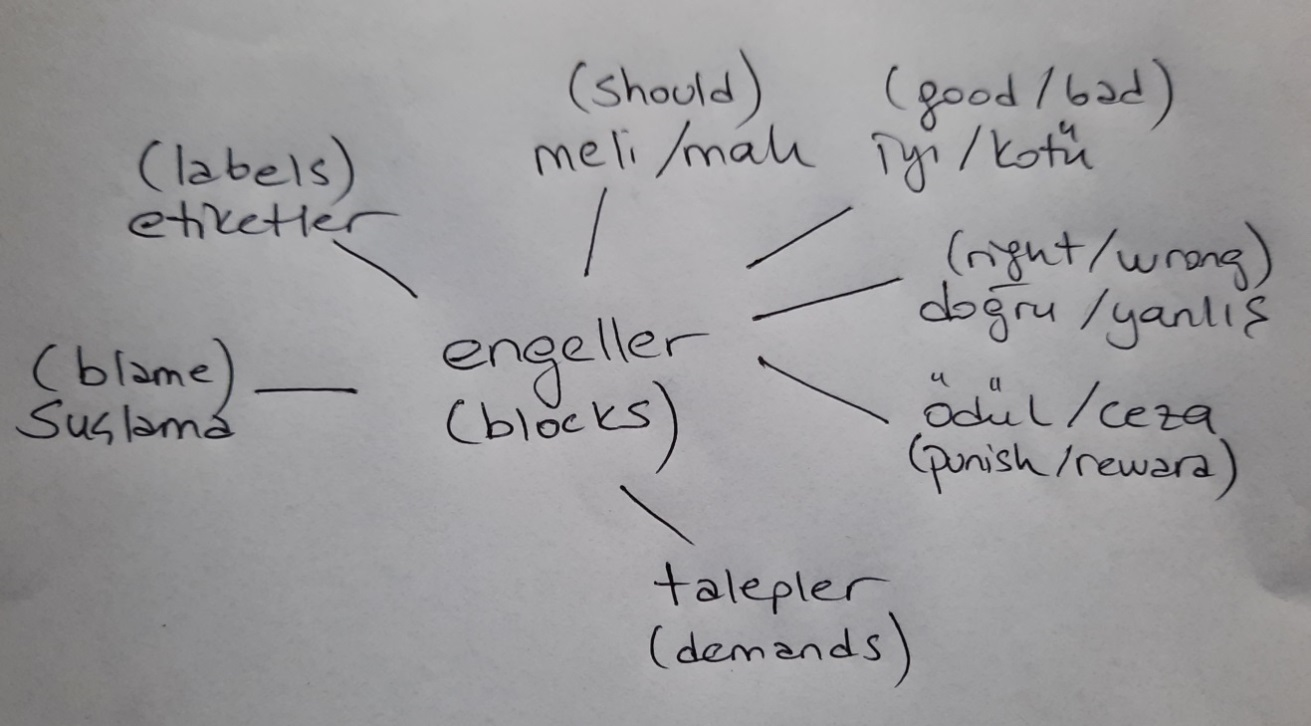 (should)
meli/malı
(good/bad)
iyi/kötü
(labels)
etiketler
(right/wrong)
doğru/yanlış
engeller
(blocks)
(blame)
Suçlama
ödül/ceza
(punish/reward)
talepler
(demands)